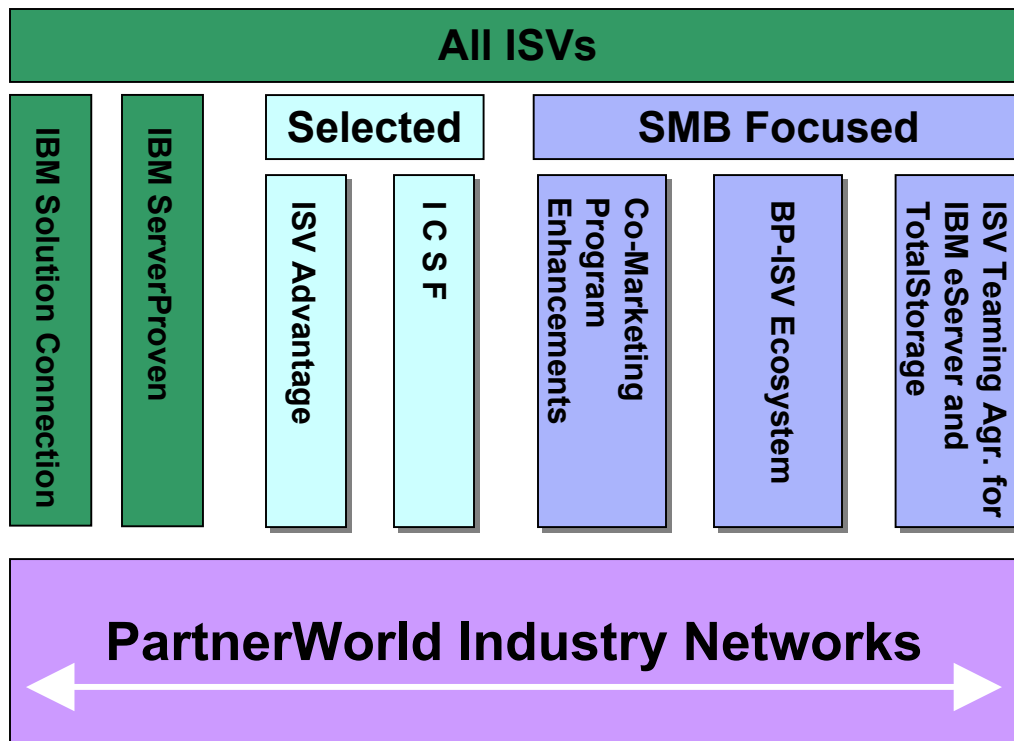 All ISVs
IBM Solution Connection
IBM ServerProven
Selected
ISV Advantage
I C S F
SMB Focused
Co-Marketing
Program
Enhancements
BP-ISV Ecosystem
ISV Teaming Agr. for
IBM eServer and
TotalStorage
PartnerWorld Industry Networks